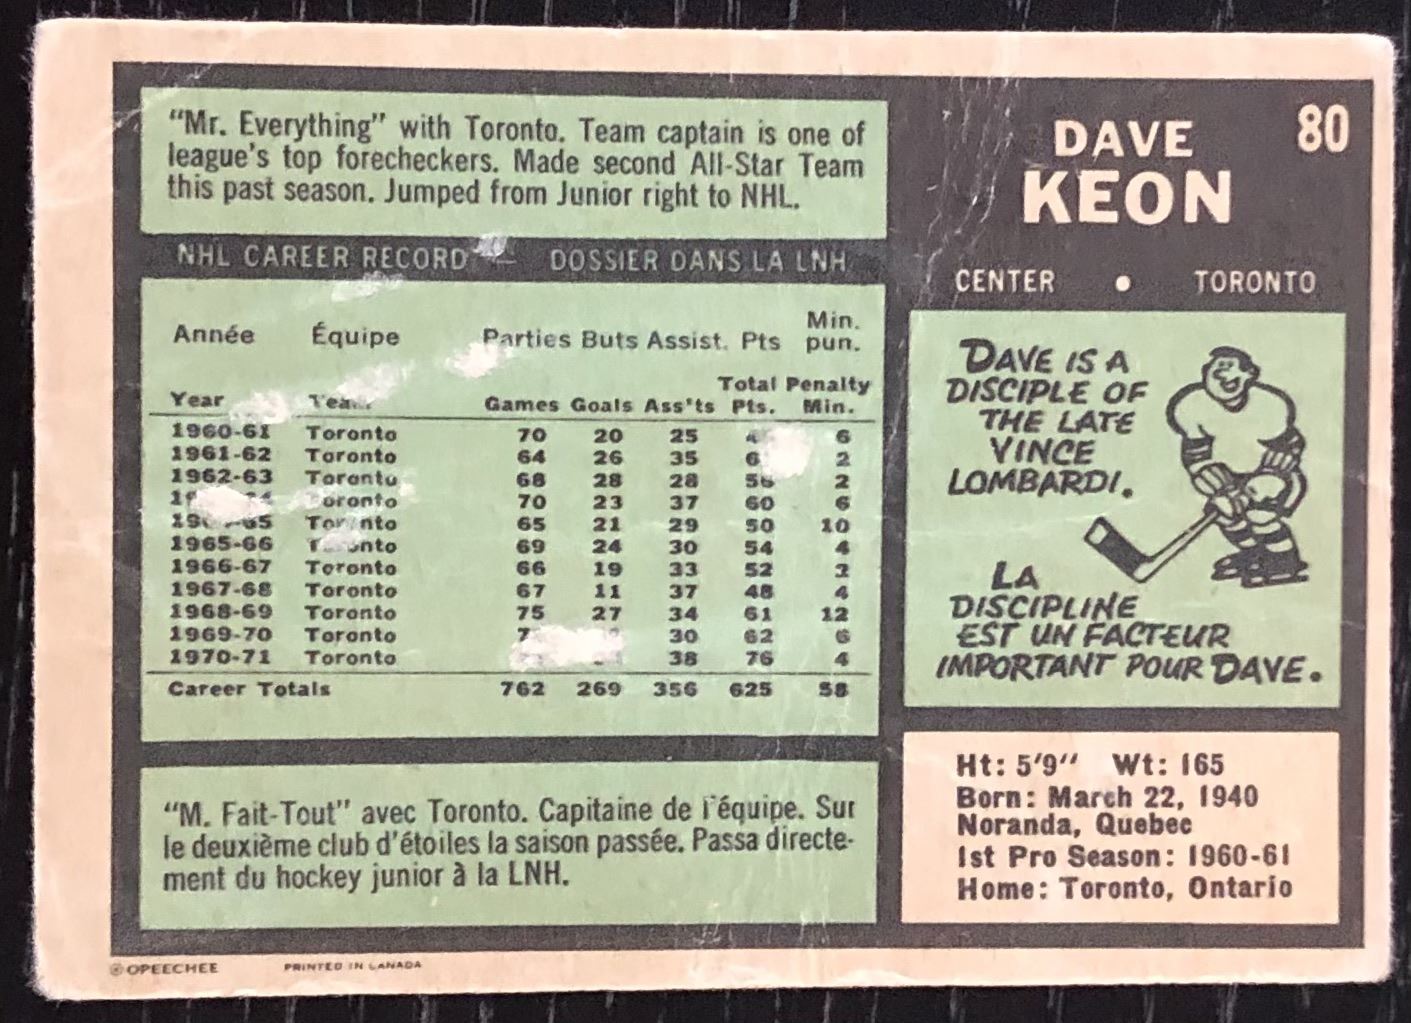 80
DAVE
KEON
CENTER • TORONTO
"Mr. Everything" with Toronto. Team captain is one of
league's top forecheckers. Made second All-Star Team
this past season. Jumped from Junior right to NHL.
NHL CAREER RECORD — DOSSIER DANS LA LNH
Année Équipe Parties Buts Assist. Pts Min. pun.
Year Games Goals Ass'ts Total Pts. Penalty Min.
1960-61 Toronto 70 20 25 6
1961-62 Toronto 64 26 35 2
1962-63 Toronto 68 28 28 56 2
70 23 37 60 6
65 21 29 50 10
1965-66 69 24 30 54 4
1966-67 Toronto 66 19 33 52 2
1967-68 Toronto 67 11 37 48 4
1968-69 Toronto 75 27 34 61 12
1969-70 Toronto 30 62 6
1970-71 Toronto 38 76 4
Career Totals 762 269 356 625 58
"M. Fait-Tout" avec Toronto. Capitaine de l'équipe. Sur
le deuxième club d'étoiles la saison passée. Passa directe-
ment du hockey junior à la LNH.
DAVE IS A
DISCIPLE OF
THE LATE
VINCE
LOMBARDI.
LA
DISCIPLINE
EST UN FACTEUR
IMPORTANT POUR DAVE.
Ht: 5'9" Wt: 165
Born: March 22, 1940
Noranda, Quebec
1st Pro Season: 1960-61
Home: Toronto, Ontario
© OPEECHEE PRINTED IN CANADA